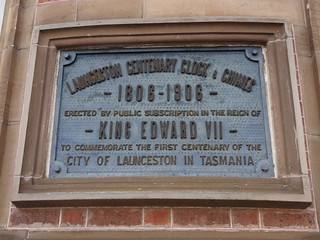 LAUNCESTON CENTENARY CLOCK & CHIMES
- 1806-1906 -
ERECTED BY PUBLIC SUBSCRIPTION IN THE REIGN OF
- KING EDWARD VII -
TO COMMEMORATE THE FIRST CENTENARY OF THE
CITY OF LAUNCESTON IN TASMANIA